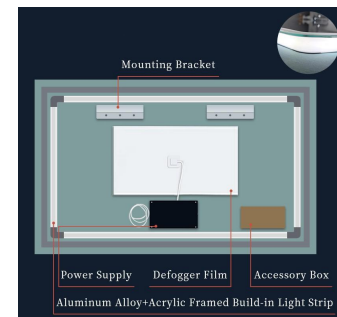 Mounting Bracket
Power Supply
Defogger Film
Accessory Box
Aluminum Alloy+Acrylic Framed Build-in Light Strip